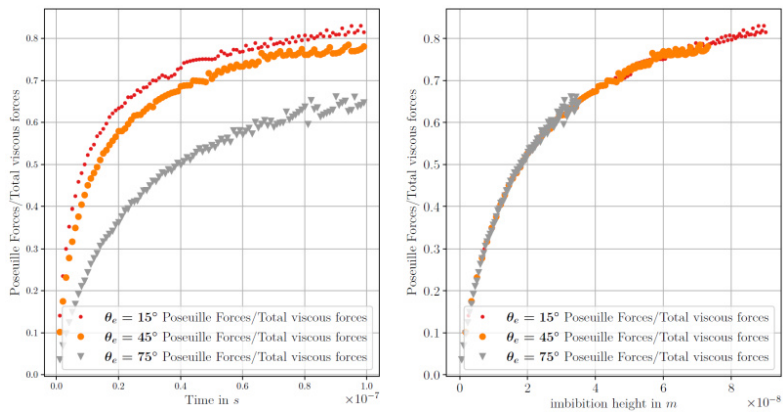 Poseuille Forces/Total viscous forces
0.8
0.7
0.6
0.5
0.4
0.3
0.2
0.1
0.0
θe = 15° Poseuille Forces/Total viscous forces
θe = 45° Poseuille Forces/Total viscous forces
θe = 75° Poseuille Forces/Total viscous forces
0.0 0.2 0.4 0.6 0.8 1.0
×10⁻⁷
Time in s
Poseuille Forces/Total viscous forces
0.8
0.7
0.6
0.5
0.4
0.3
0.2
0.1
0.0
θe = 15° Poseuille Forces/Total viscous forces
θe = 45° Poseuille Forces/Total viscous forces
θe = 75° Poseuille Forces/Total viscous forces
0 2 4 6 8
×10⁻⁸
imbibition height in m